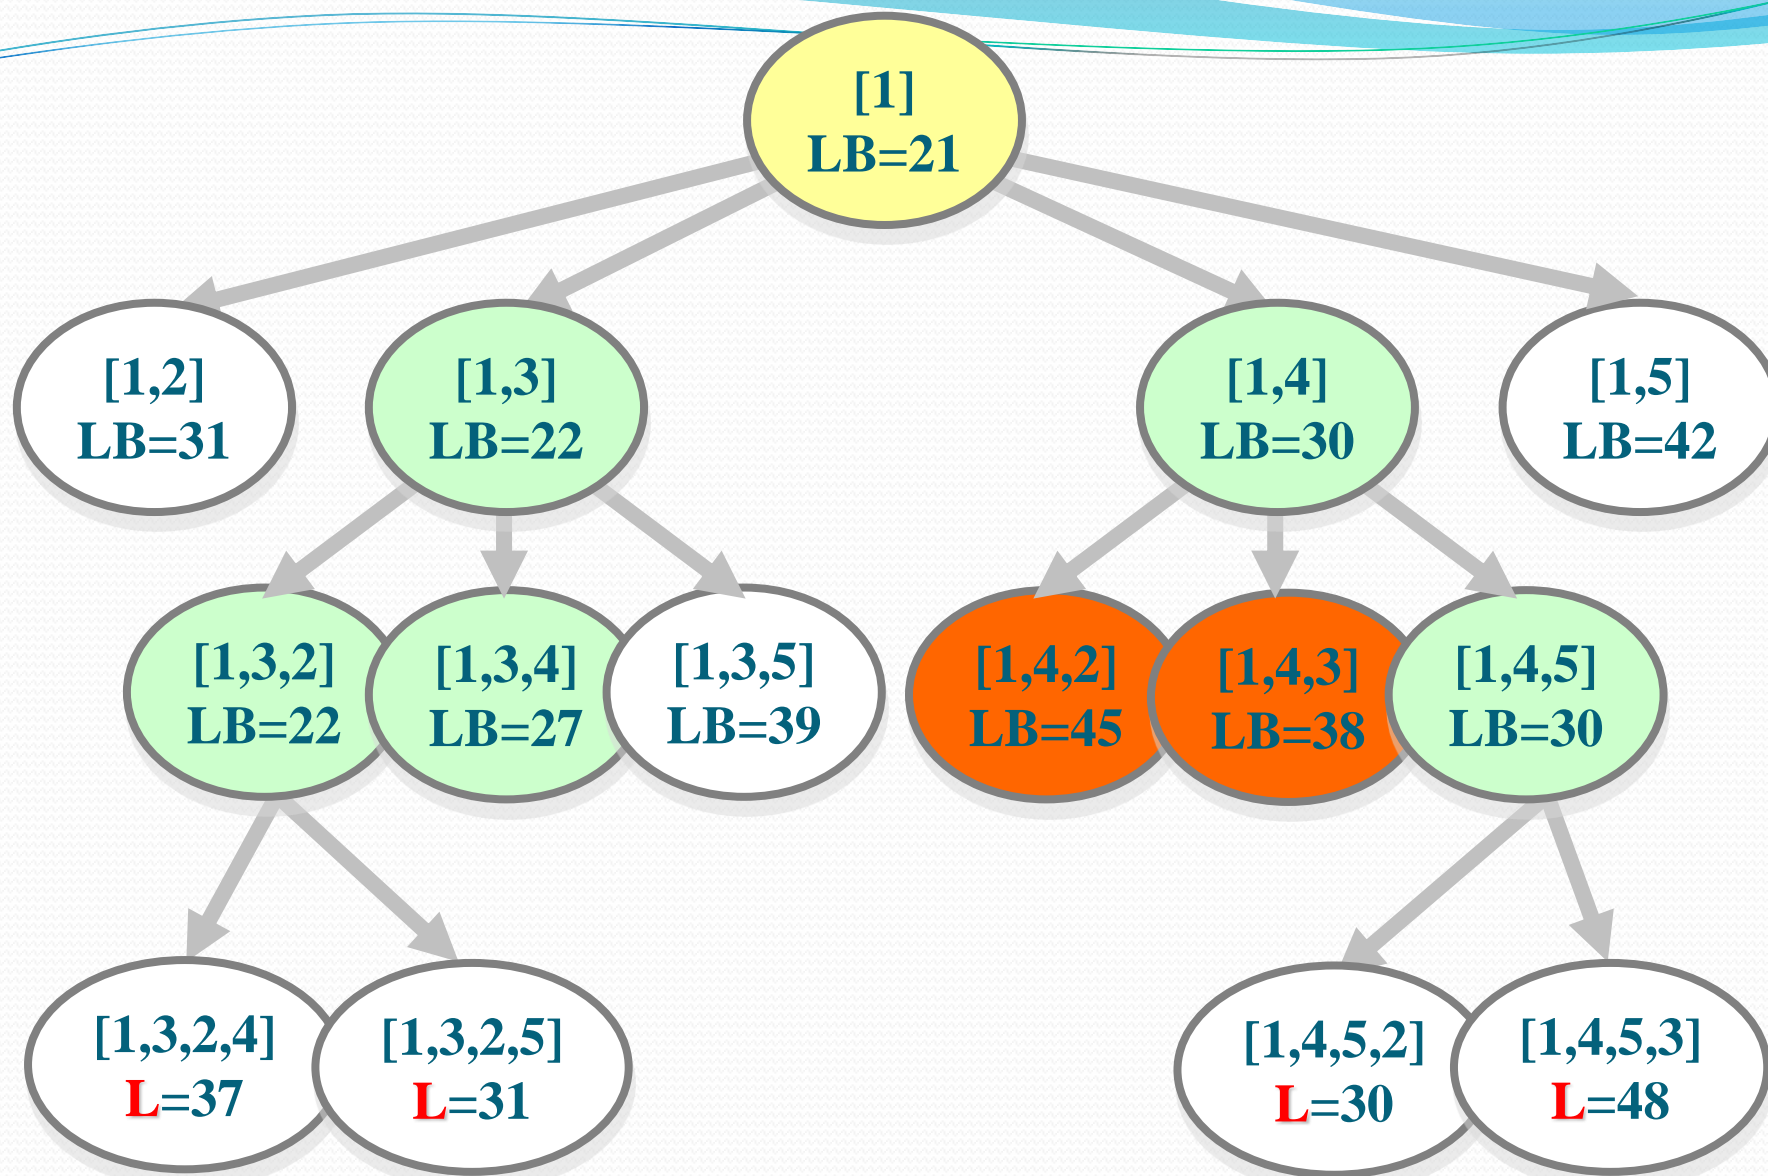 [1]
LB=21
[1,2]
LB=31
[1,3]
LB=22
[1,4]
LB=30
[1,5]
LB=42
[1,3,2]
LB=22
[1,3,4]
LB=27
[1,3,5]
LB=39
[1,4,2]
LB=45
[1,4,3]
LB=38
[1,4,5]
LB=30
[1,3,2,4]
L=37
[1,3,2,5]
L=31
[1,4,5,2]
L=30
[1,4,5,3]
L=48